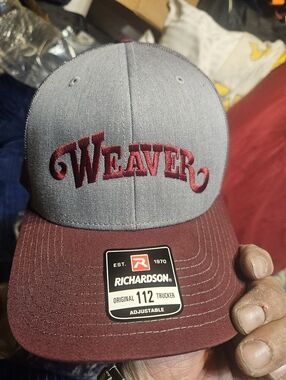 WEAVER
EST. 1970
R
RICHARDSON®
ORIGINAL 112 TRUCKER
ADJUSTABLE